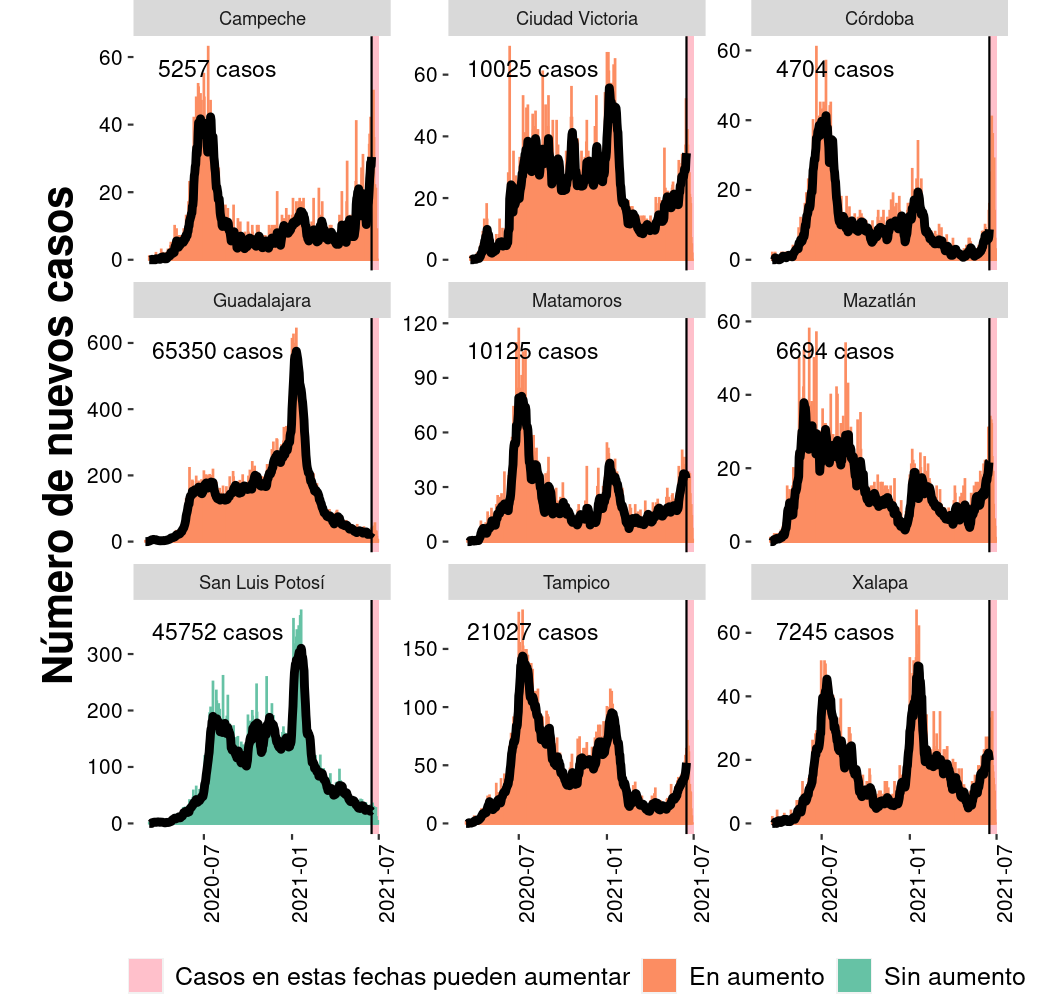 Número de nuevos casos
Campeche
5257 casos
60
40
20
0
Ciudad Victoria
10025 casos
60
40
20
0
Córdoba
4704 casos
60
40
20
0
Guadalajara
65350 casos
600
400
200
0
Matamoros
10125 casos
120
90
60
30
0
Mazatlán
6694 casos
60
40
20
0
San Luis Potosí
45752 casos
300
200
100
0
Tampico
21027 casos
150
100
50
0
Xalapa
7245 casos
60
40
20
0
2020-07
2021-01
2021-07
2020-07
2021-01
2021-07
2020-07
2021-01
2021-07
Casos en estas fechas pueden aumentar
En aumento
Sin aumento